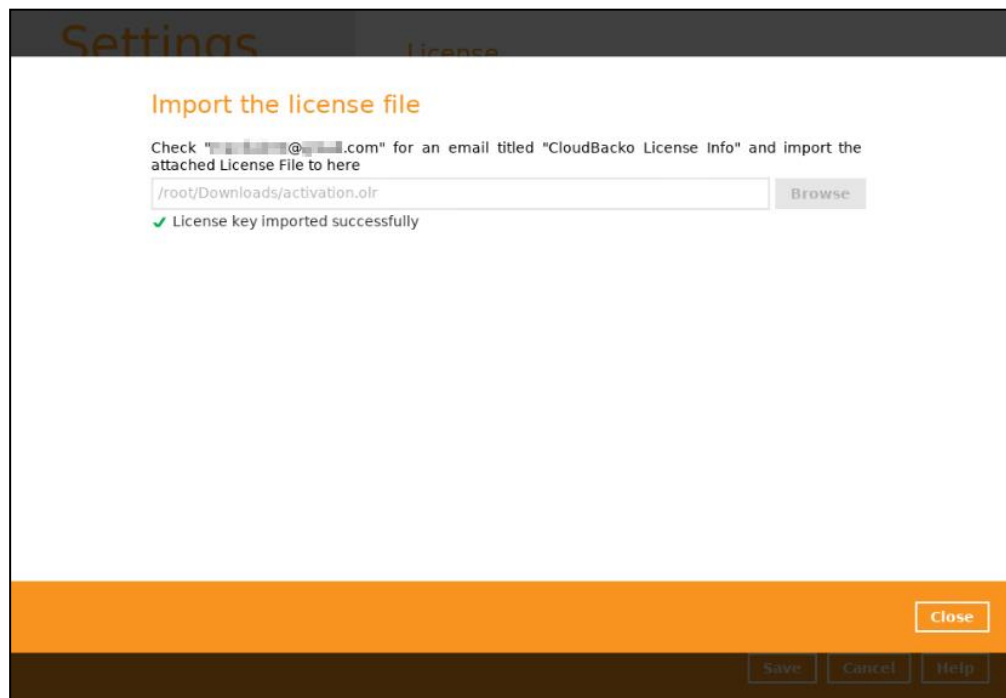 Settings
License
Import the license file
Check "@.com" for an email titled "CloudBacko License Info" and import the
attached License File to here
/root/Downloads/activation.olr
Browse
License key imported successfully
Close
Save
Cancel
Help